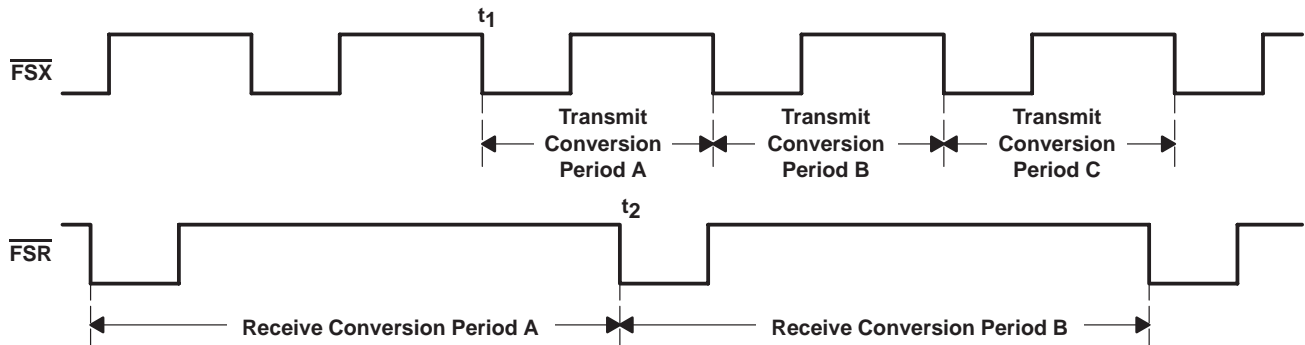 t1
FSX
Transmit
Conversion
Period A
Transmit
Conversion
Period B
Transmit
Conversion
Period C
t2
FSR
Receive Conversion Period A
Receive Conversion Period B